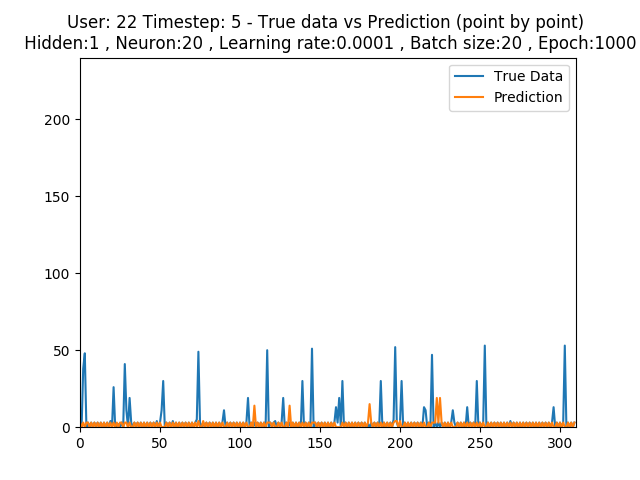 User: 22 Timestep: 5 - True data vs Prediction (point by point)
Hidden:1 , Neuron:20 , Learning rate:0.0001 , Batch size:20 , Epoch:1000
True Data
Prediction
200
150
100
50
0
0 50 100 150 200 250 300